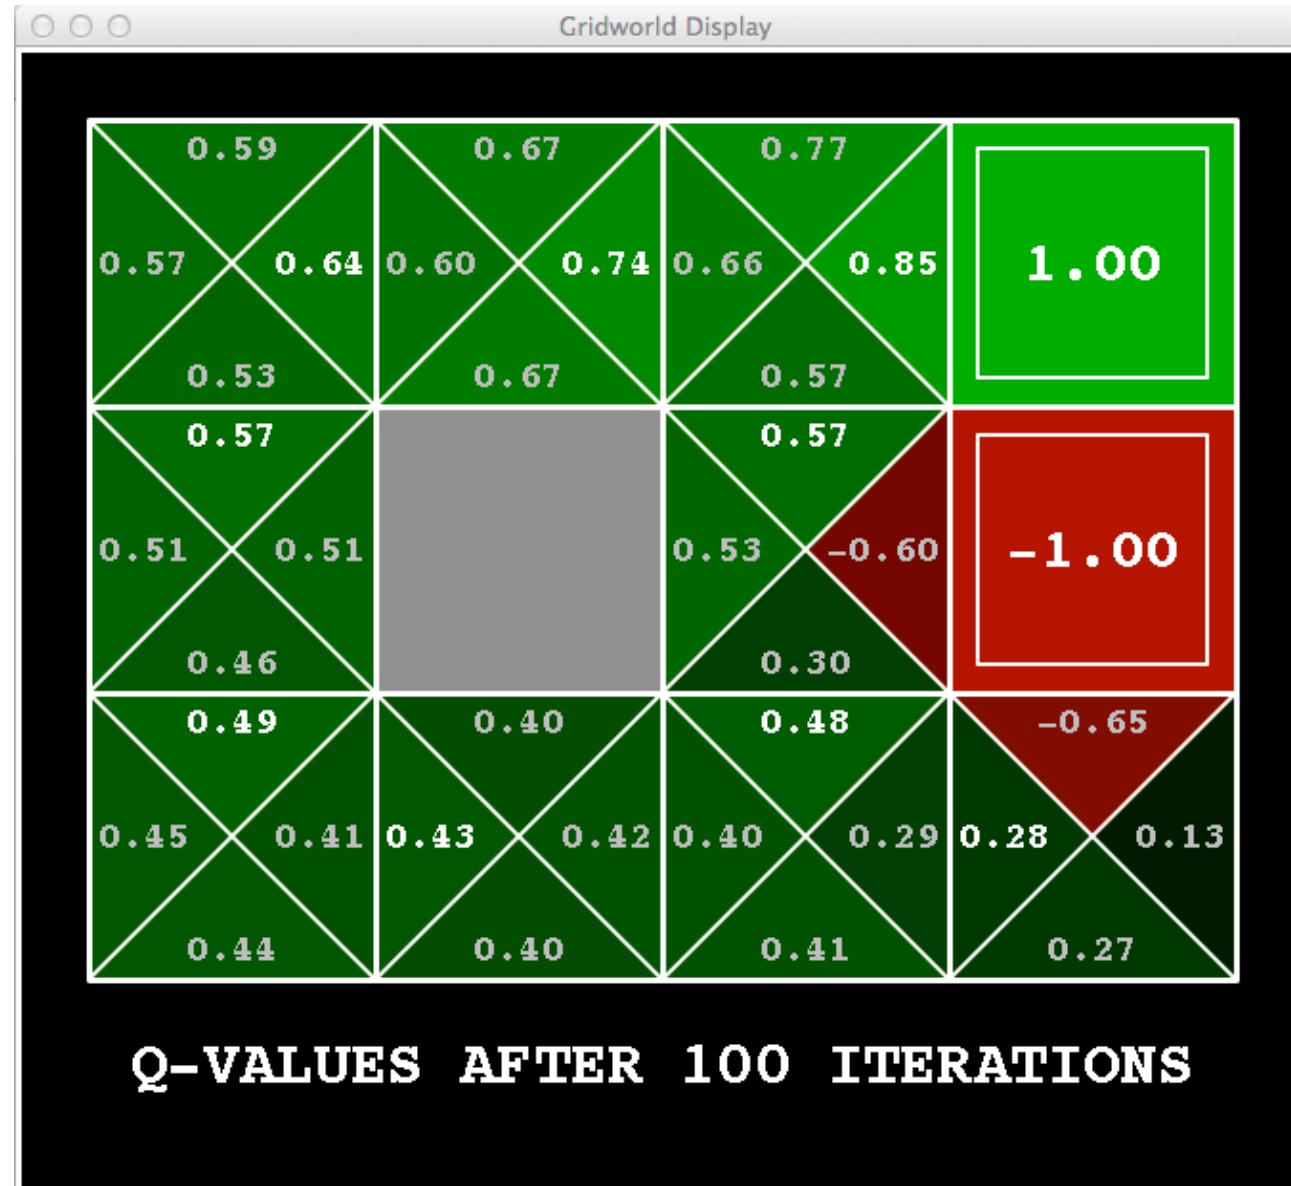 Gridworld Display
0.59 0.67 0.77
0.57 0.64 0.60 0.74 0.66 0.85 1.00
0.53 0.67 0.57
0.57 0.57
0.51 0.51 0.53 -0.60 -1.00
0.46 0.30
0.49 0.40 0.48 -0.65
0.45 0.41 0.43 0.42 0.40 0.29 0.28 0.13
0.44 0.40 0.41 0.27
Q-VALUES AFTER 100 ITERATIONS